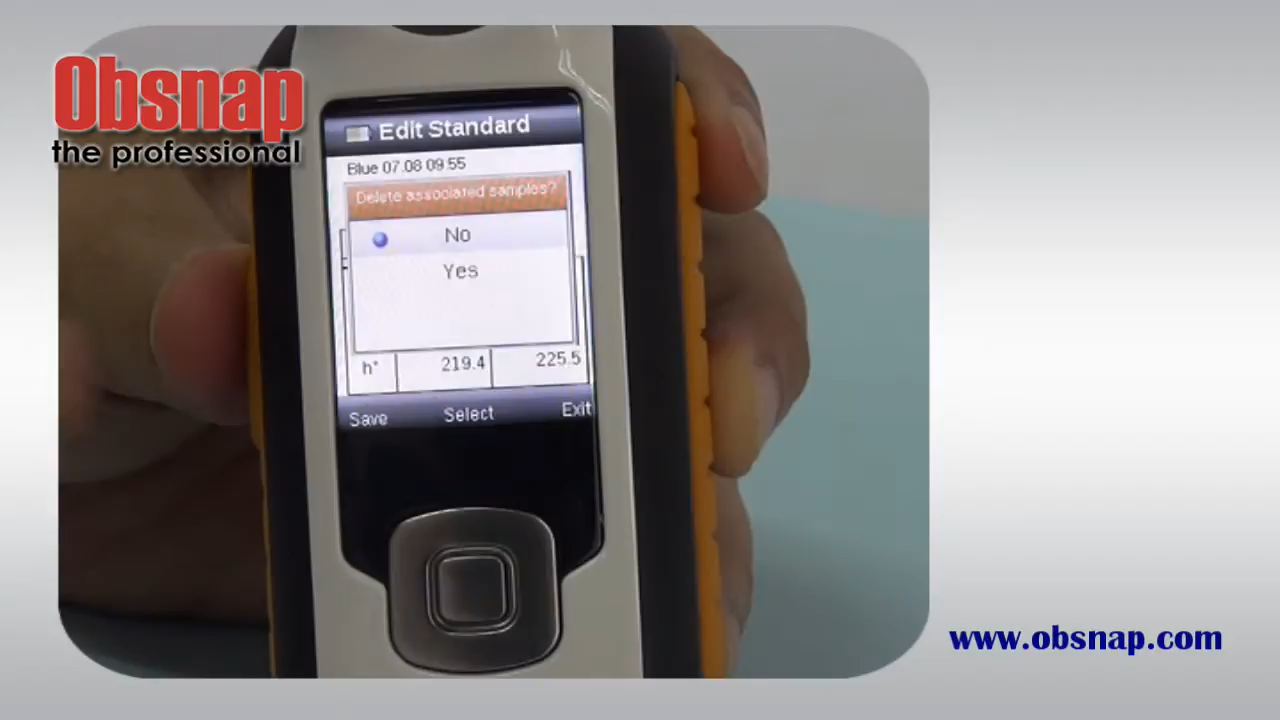 Obsnap
the professional
Edit Standard
Blue 07.08 09:55
Delete associated samples?
No
Yes
h° 219.4 225.5
Save Select Exit
www.obsnap.com